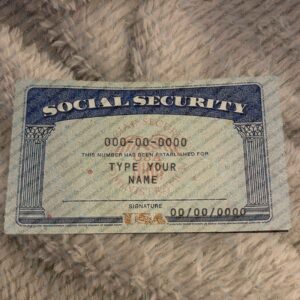 SOCIAL SECURITY
000-00-0000
THIS NUMBER HAS BEEN ESTABLISHED FOR
TYPE YOUR
NAME
SIGNATURE
USA
00/00/0000